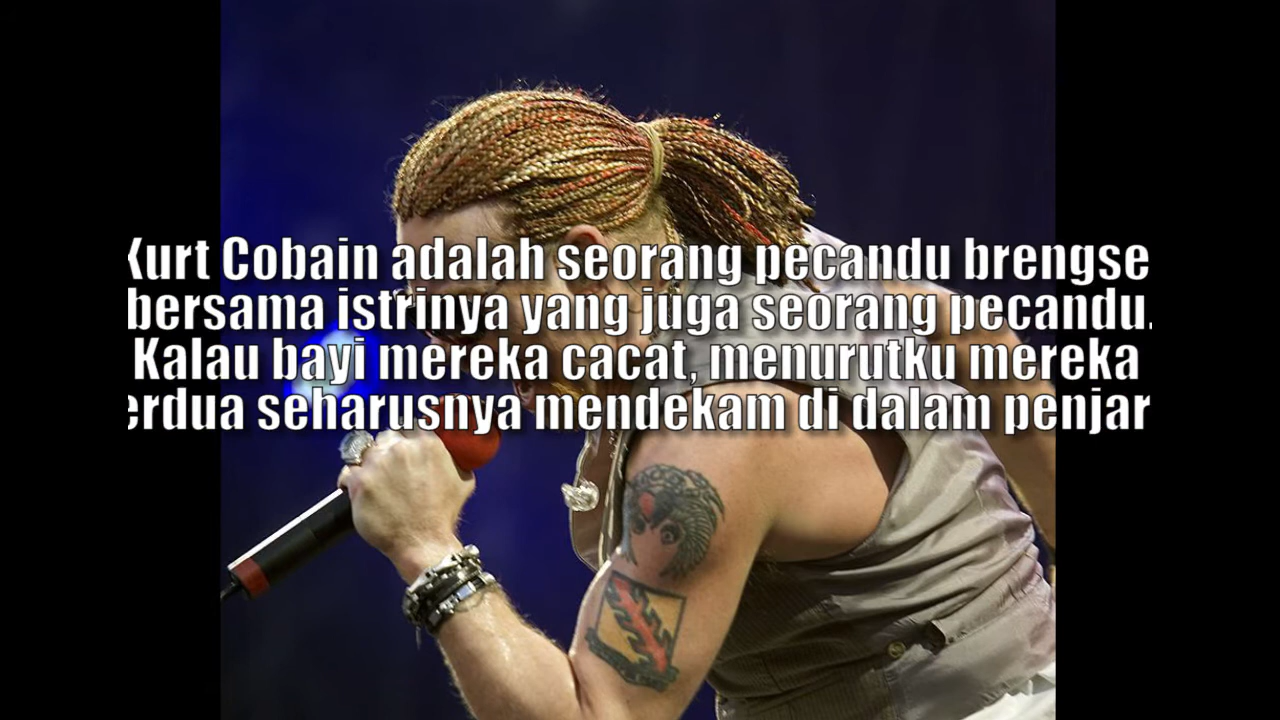 Kurt Cobain adalah seorang pecandu brengse
bersama istrinya yang juga seorang pecandu.
Kalau bayi mereka cacat, menurutku mereka
erdua seharusnya mendekam di dalam penjar